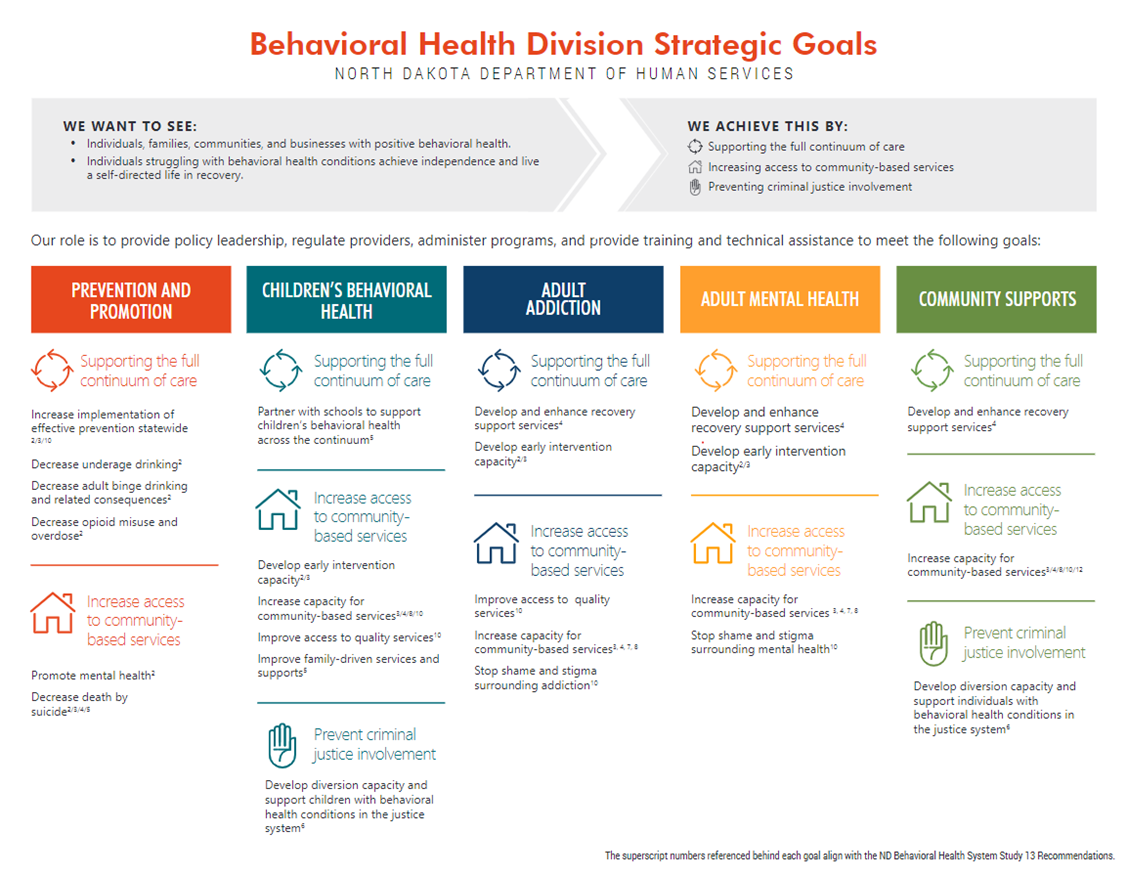 Behavioral Health Division Strategic Goals
NORTH DAKOTA DEPARTMENT OF HUMAN SERVICES
WE WANT TO SEE:
• Individuals, families, communities, and businesses with positive behavioral health.
• Individuals struggling with behavioral health conditions achieve independence and live
a self-directed life in recovery.
WE ACHIEVE THIS BY:
Supporting the full continuum of care
Increasing access to community-based services
Preventing criminal justice involvement
Our role is to provide policy leadership, regulate providers, administer programs, and provide training and technical assistance to meet the following goals:
PREVENTION AND
PROMOTION
Supporting the full
continuum of care
Increase implementation of
effective prevention statewide
2/3/10
Decrease underage drinking²
Decrease adult binge drinking
and related consequences²
Decrease opioid misuse and
overdose²
Increase access
to community-
based services
Promote mental health²
Decrease death by
suicide²/³/⁴/⁵
CHILDREN'S BEHAVIORAL
HEALTH
Supporting the full
continuum of care
Partner with schools to support
children's behavioral health
across the continuum⁵
Increase access
to community-
based services
Develop early intervention
capacity²/³
Increase capacity for
community-based services³/⁴/⁸/¹⁰
Improve access to quality services¹⁰
Improve family-driven services and
supports⁵
Prevent criminal
justice involvement
Develop diversion capacity and
support children with behavioral
health conditions in the justice
system⁶
ADULT
ADDICTION
Supporting the full
continuum of care
Develop and enhance recovery
support services⁴
Develop early intervention
capacity²/³
Increase access
to community-
based services
Improve access to quality
services¹⁰
Increase capacity for
community-based services³, ⁴, ⁷, ⁸
Stop shame and stigma
surrounding addiction¹⁰
ADULT MENTAL HEALTH
Supporting the full
continuum of care
Develop and enhance
recovery support services⁴
Develop early intervention
capacity²/³
Increase access
to community-
based services
Increase capacity for
community-based services ³, ⁴, ⁷, ⁸
Stop shame and stigma
surrounding mental health¹⁰
COMMUNITY SUPPORTS
Supporting the full
continuum of care
Develop and enhance recovery
support services⁴
Increase access
to community-
based services
Increase capacity for
community-based services³/⁴/⁸/¹⁰/¹²
Prevent criminal
justice involvement
Develop diversion capacity and
support individuals with
behavioral health conditions in
the justice system⁶
The superscript numbers referenced behind each goal align with the ND Behavioral Health System Study 13 Recommendations.